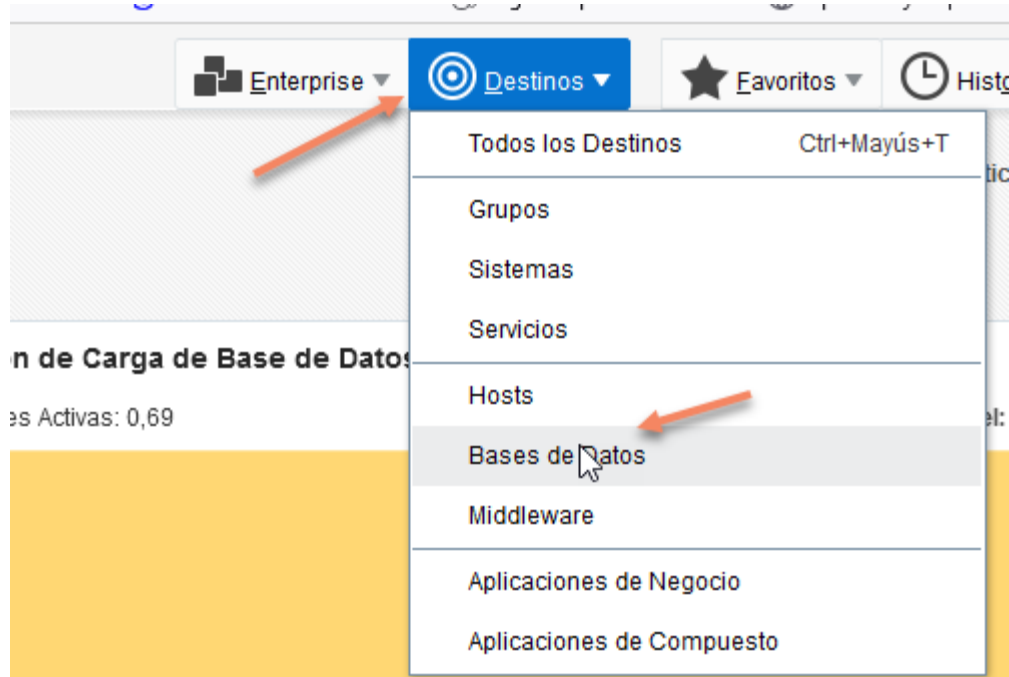 Enterprise
Destinos
Favoritos
Todos los Destinos Ctrl+Mayús+T
Grupos
Sistemas
Servicios
n de Carga de Base de Datos
Hosts
es Activas: 0,69
el:
Bases de Datos
Middleware
Aplicaciones de Negocio
Aplicaciones de Compuesto